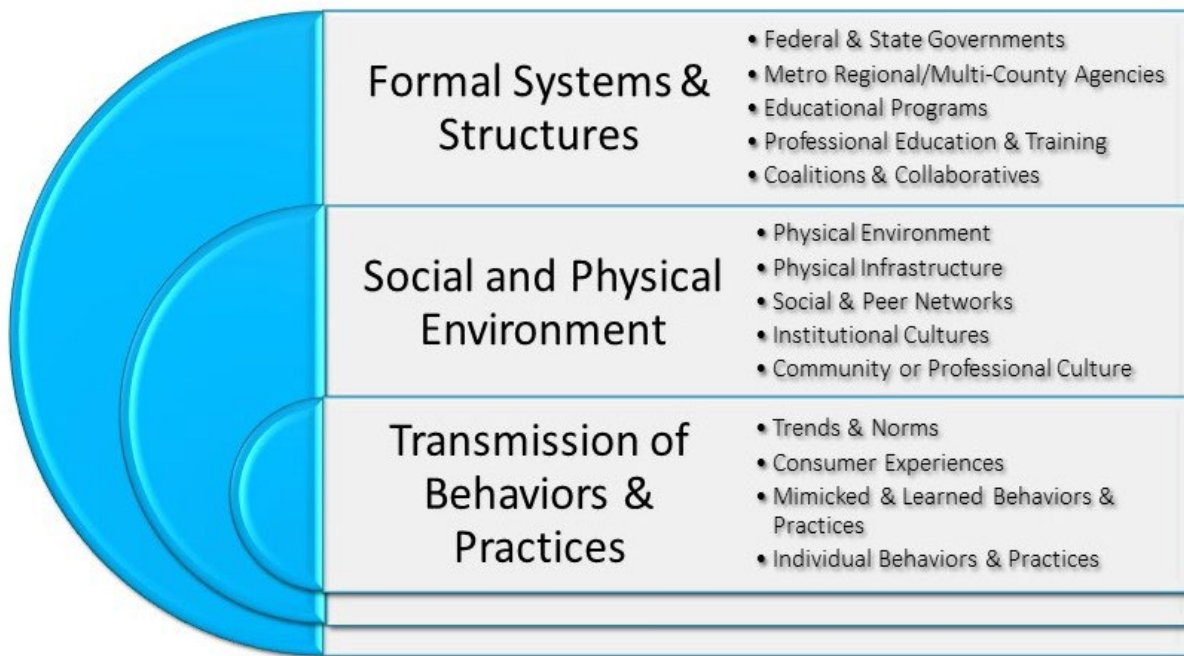 Formal Systems &
Structures
• Federal & State Governments
• Metro Regional/Multi-County Agencies
• Educational Programs
• Professional Education & Training
• Coalitions & Collaboratives
Social and Physical
Environment
• Physical Environment
• Physical Infrastructure
• Social & Peer Networks
• Institutional Cultures
• Community or Professional Culture
Transmission of
Behaviors &
Practices
• Trends & Norms
• Consumer Experiences
• Mimicked & Learned Behaviors &
Practices
• Individual Behaviors & Practices